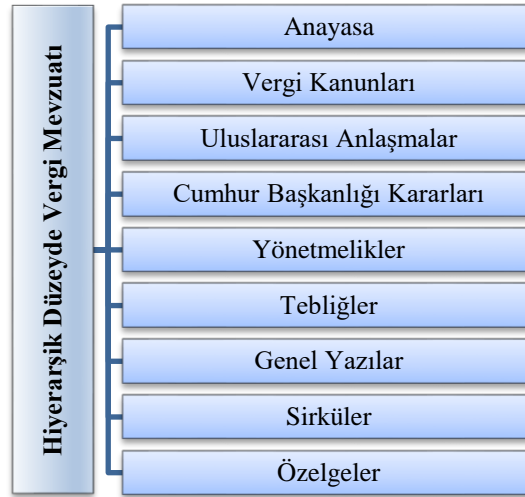 Hiyerarşik Düzeyde Vergi Mevzuatı
Anayasa
Vergi Kanunları
Uluslararası Anlaşmalar
Cumhur Başkanlığı Kararları
Yönetmelikler
Tebliğler
Genel Yazılar
Sirküler
Özelgeler